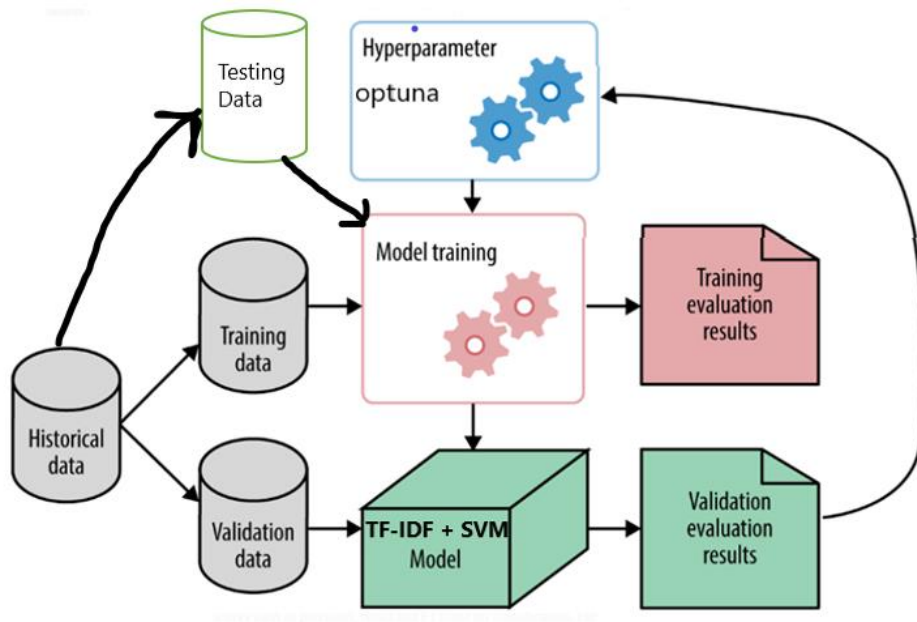 Testing
Data
Hyperparameter
optuna
Model training
Training
data
Training
evaluation
results
Historical
data
Validation
data
TF-IDF + SVM
Model
Validation
evaluation
results